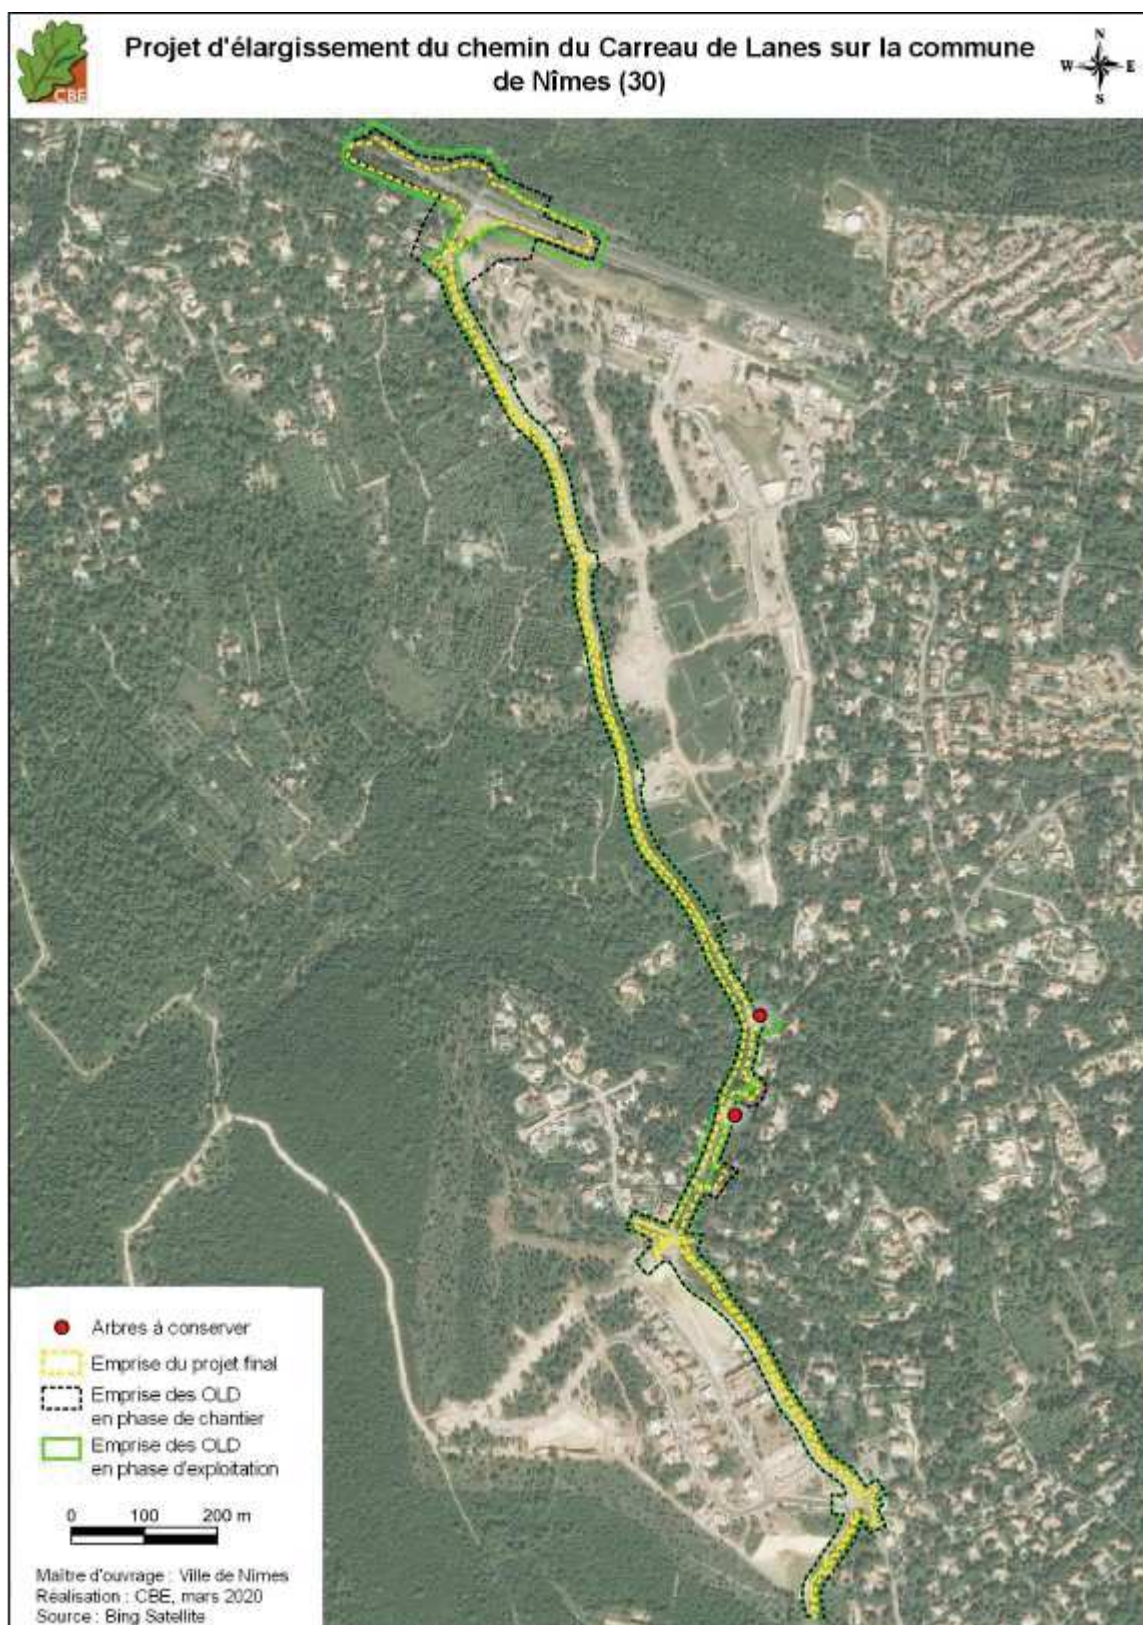 CBE
Projet d'élargissement du chemin du Carreau de Lanes sur la commune
de Nîmes (30)
N
W E
S
Arbres à conserver
Emprise du projet final
Emprise des OLD
en phase de chantier
Emprise des OLD
en phase d'exploitation
0 100 200 m
Maître d'ouvrage : Ville de Nîmes
Réalisation : CBE, mars 2020
Source : Bing Satellite